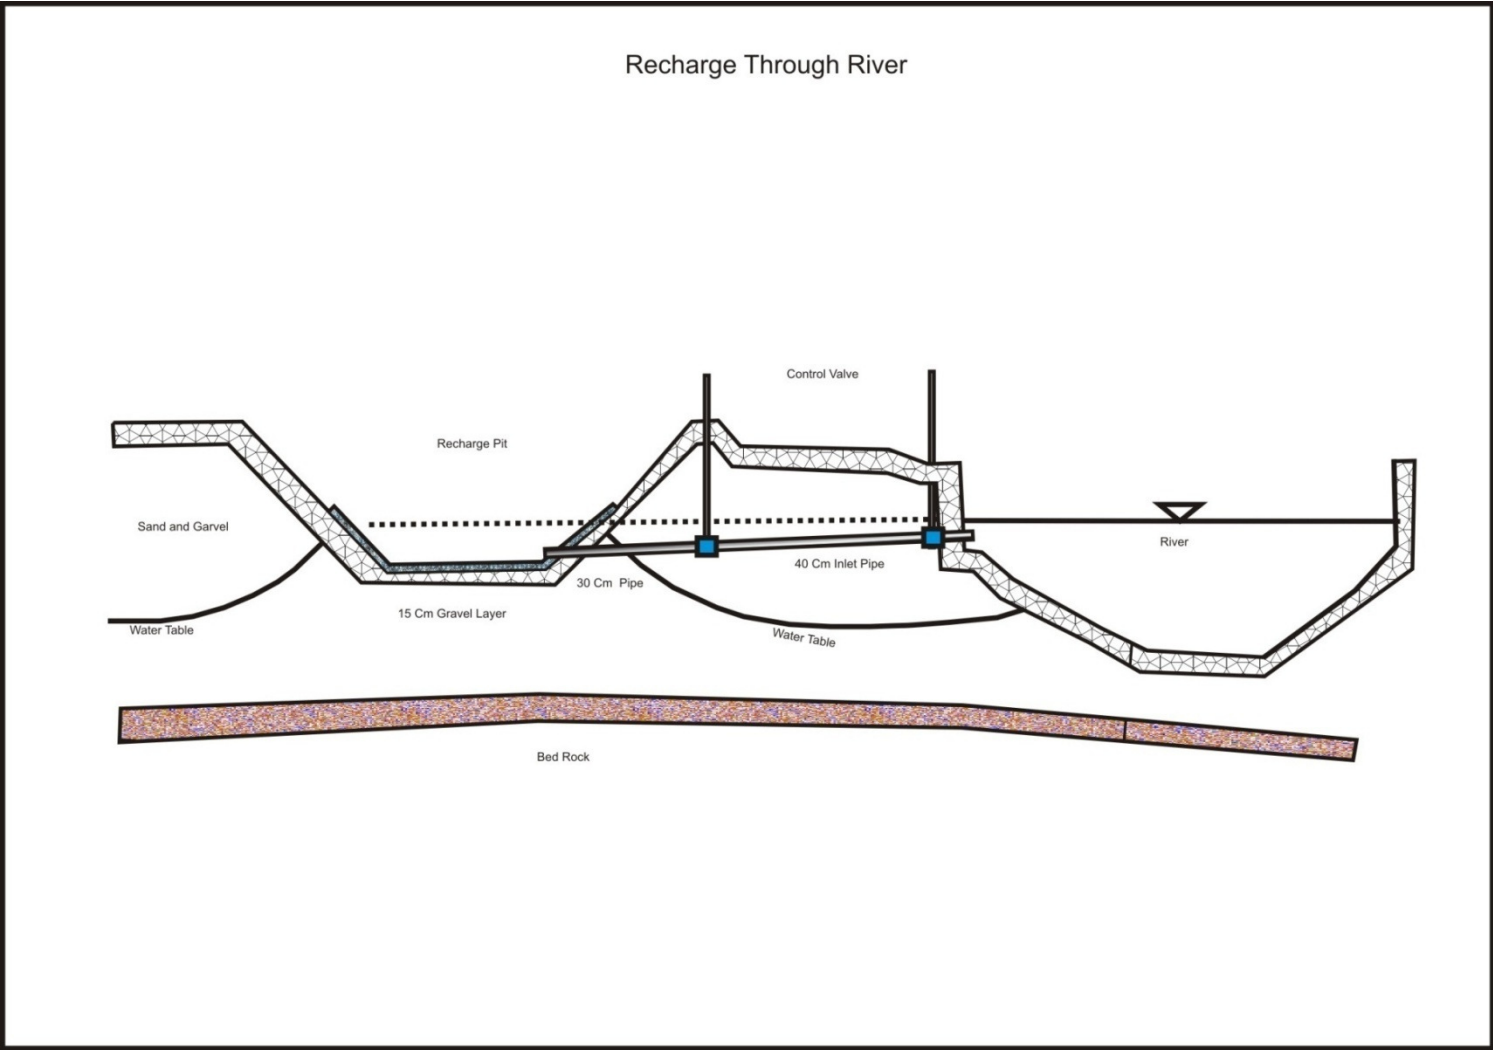 Recharge Through River
Control Valve
Recharge Pit
Sand and Garvel
River
40 Cm Inlet Pipe
30 Cm Pipe
15 Cm Gravel Layer
Water Table
Water Table
Bed Rock